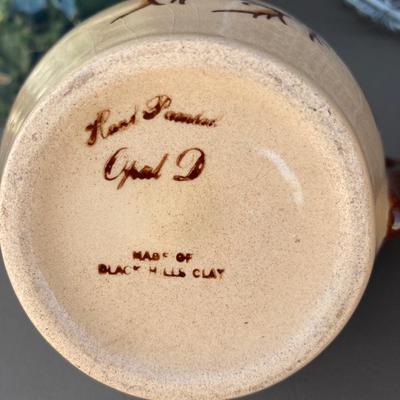 Hand Painted
Opal D
MADE OF
BLACK HILLS CLAY